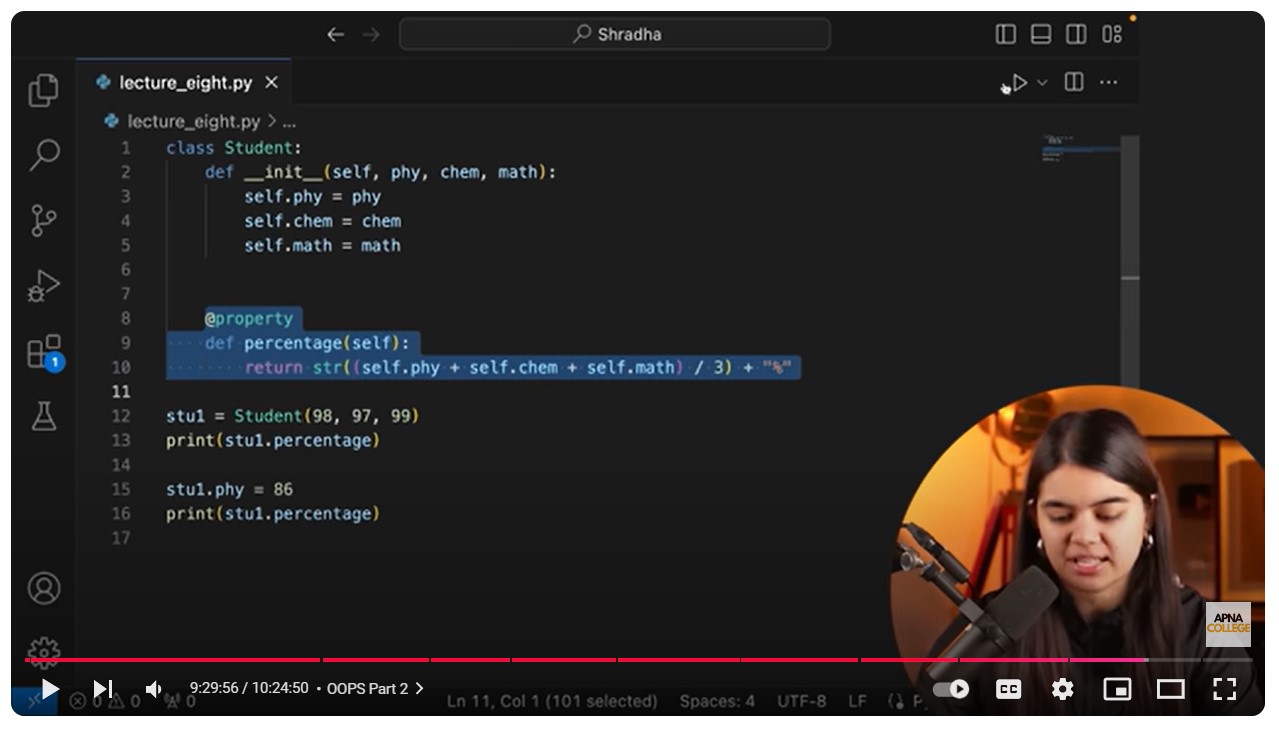 Shradha
lecture_eight.py
lecture_eight.py > ...
1 class Student:
2 def __init__(self, phy, chem, math):
3 self.phy = phy
4 self.chem = chem
5 self.math = math
6
7
8 @property
9 def percentage(self):
10 return str((self.phy + self.chem + self.math) / 3) + "%"
11
12 stu1 = Student(98, 97, 99)
13 print(stu1.percentage)
14
15 stu1.phy = 86
16 print(stu1.percentage)
17
1
APNA
COLLEGE
9:29:56 / 10:24:50 • OOPS Part 2 >
CC
0 0 0 Ln 11, Col 1 (101 selected) Spaces: 4 UTF-8 LF